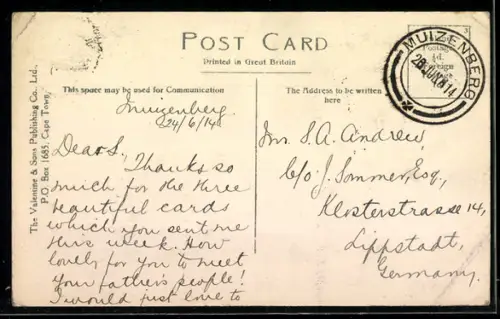 POST CARD
Printed in Great Britain
This space may be used for Communication
The Address to be written
here
The Valentine & Sons Publishing Co., Ltd.,
P.O. Box 1685, Cape Town.
MUIZENBERG
JUN 14
Muizenberg
24/6/14
Dear S.
Thanks so
much for the three
beautiful cards
which you sent me
this week. How
lovely for you to meet
your father's people!
I would just love to
S. A. Andrew,
c/o J. Sommer, Esq.,
Klosterstrasse 14,
Lippstadt,
Germany.